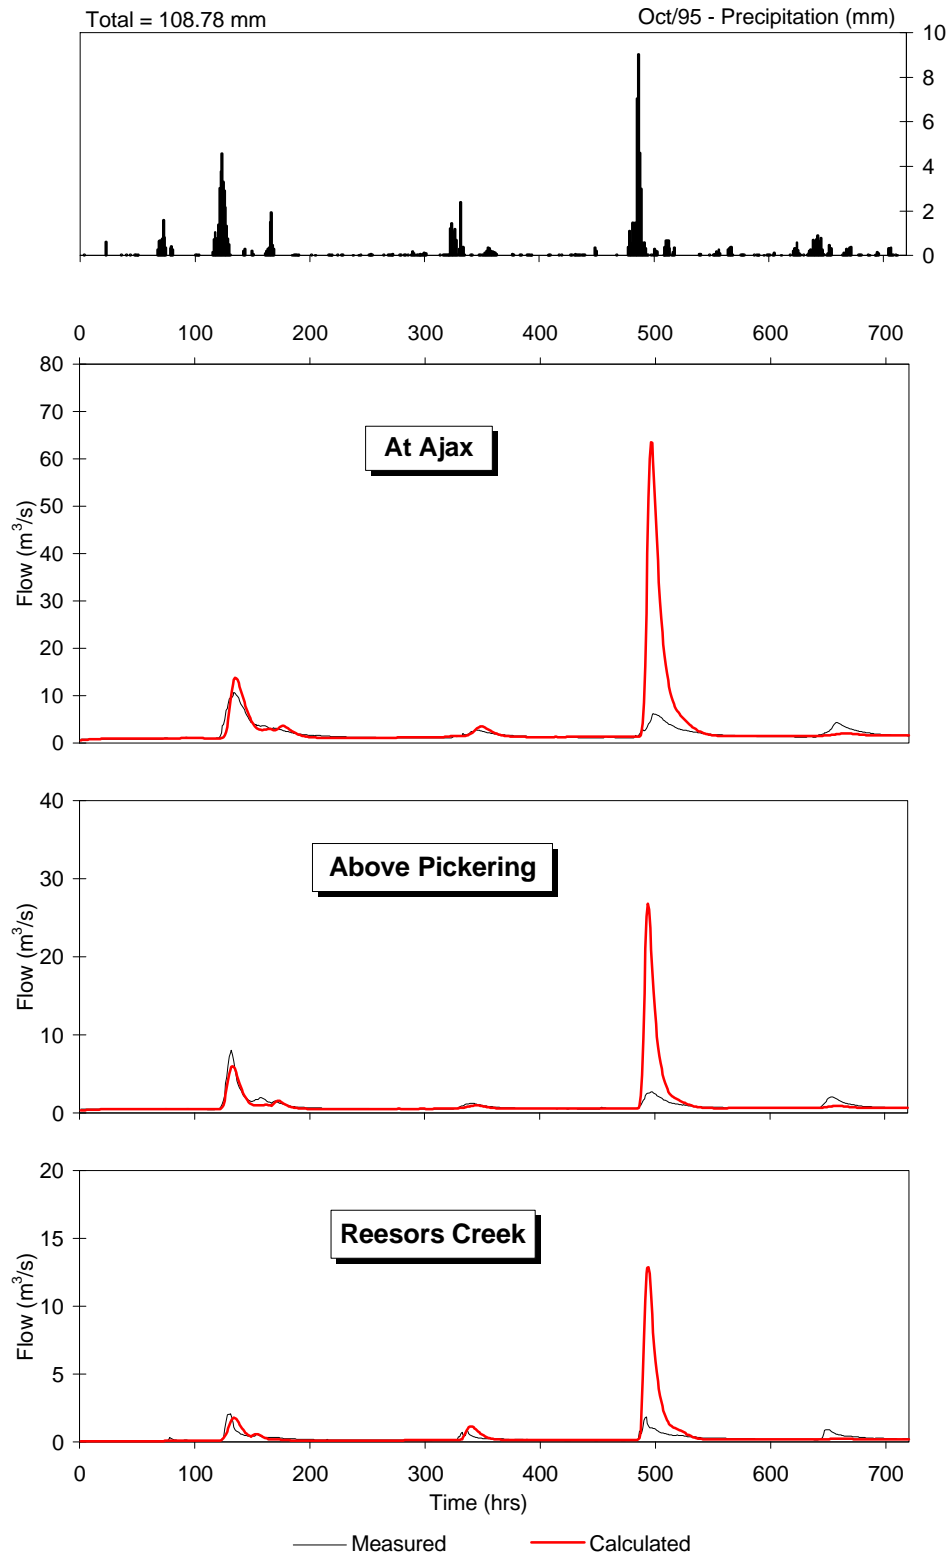 Total = 108.78 mm
Oct/95 - Precipitation (mm)
10
8
6
4
2
0
0 100 200 300 400 500 600 700
80
70
60
50
40
30
20
10
0
Flow (m³/s)
At Ajax
40
30
20
10
0
Flow (m³/s)
Above Pickering
20
15
10
5
0
Flow (m³/s)
Reesors Creek
0 100 200 300 400 500 600 700
Time (hrs)
Measured Calculated